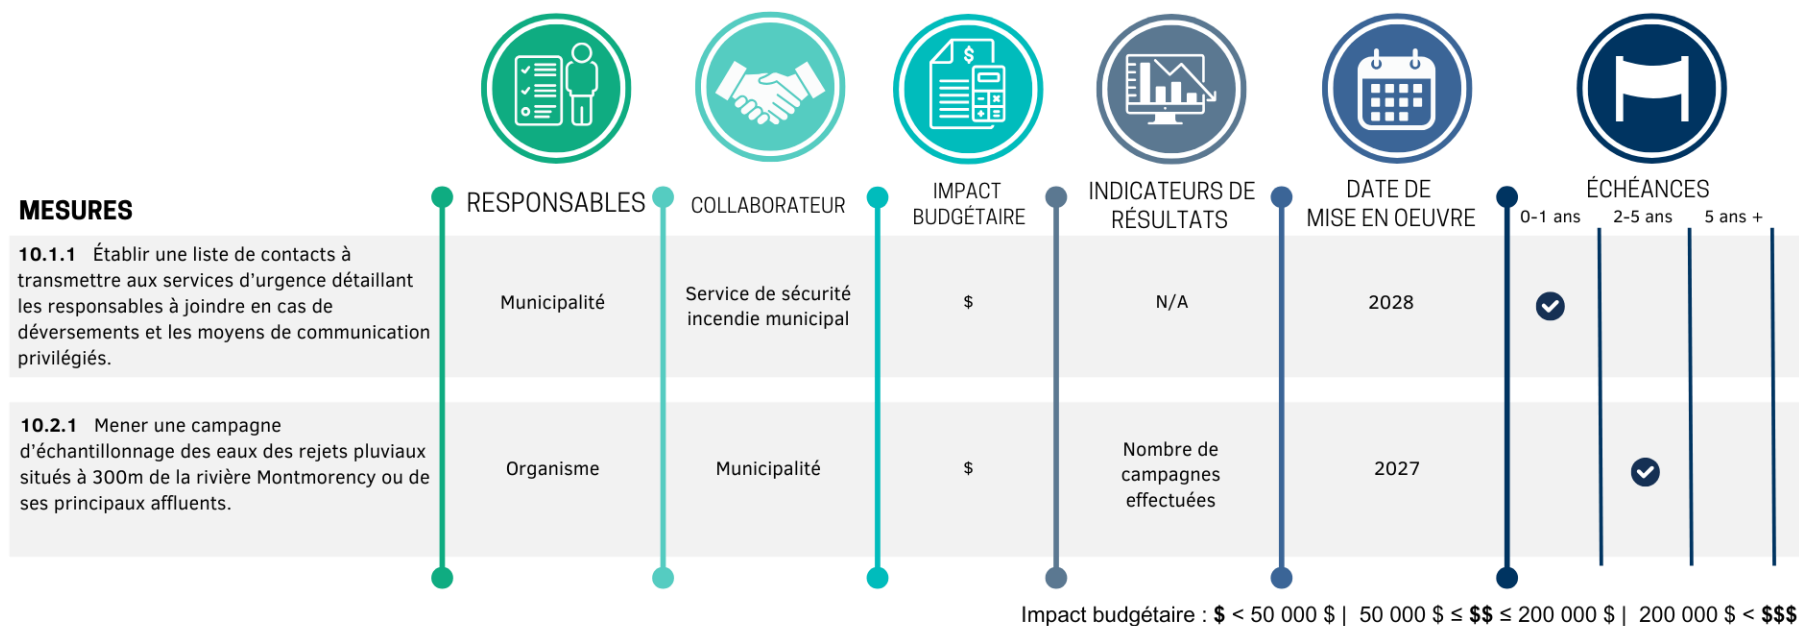 MESURES
RESPONSABLES
COLLABORATEUR
IMPACT
BUDGÉTAIRE
INDICATEURS DE
RÉSULTATS
DATE DE
MISE EN OEUVRE
ÉCHÉANCES
0-1 ans
2-5 ans
5 ans +
10.1.1 Établir une liste de contacts à
transmettre aux services d'urgence détaillant
les responsables à joindre en cas de
déversements et les moyens de communication
privilégiés.
Municipalité
Service de sécurité
incendie municipal
$
N/A
2028
10.2.1 Mener une campagne
d'échantillonnage des eaux des rejets pluviaux
situés à 300m de la rivière Montmorency ou de
ses principaux affluents.
Organisme
Municipalité
$
Nombre de
campagnes
effectuées
2027
Impact budgétaire : $ < 50 000 $ | 50 000 $ ≤ $$ ≤ 200 000 $ | 200 000 $ < $$$